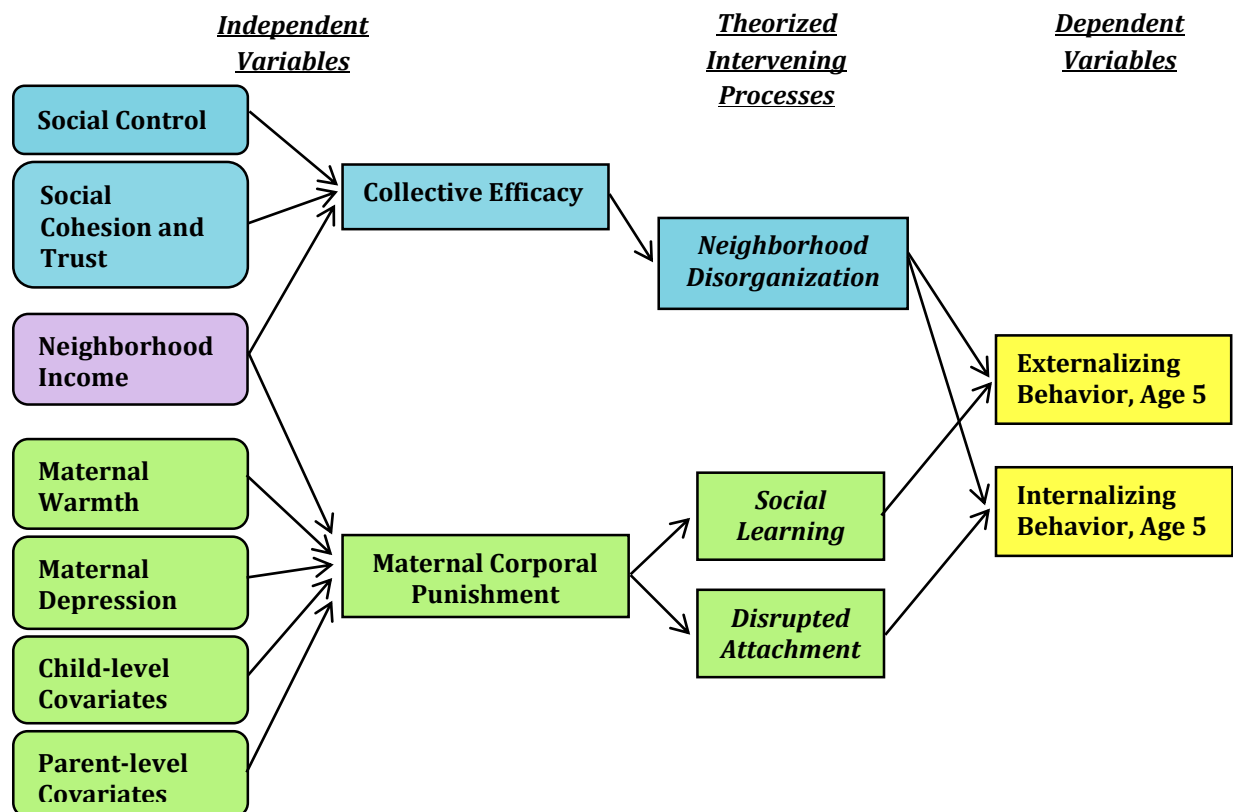 Independent
Variables
Theorized
Intervening
Processes
Dependent
Variables
Social Control
Social
Cohesion and
Trust
Neighborhood
Income
Maternal
Warmth
Maternal
Depression
Child-level
Covariates
Parent-level
Covariates
Collective Efficacy
Maternal Corporal
Punishment
Neighborhood
Disorganization
Social
Learning
Disrupted
Attachment
Externalizing
Behavior, Age 5
Internalizing
Behavior, Age 5